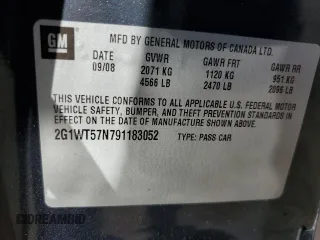 GM
MFD BY GENERAL MOTORS OF CANADA LTD.
DATE GVWR GAWR FRT GAWR RR
09/08 2071 KG 1120 KG 951 KG
4566 LB 2470 LB 2096 LB
THIS VEHICLE CONFORMS TO ALL APPLICABLE U.S. FEDERAL MOTOR
VEHICLE SAFETY, BUMPER, AND THEFT PREVENTION STANDARDS
IN EFFECT ON THE DATE OF MANUFACTURE SHOWN ABOVE.
2G1WT57N791183052 TYPE: PASS CAR
IDREAMBID